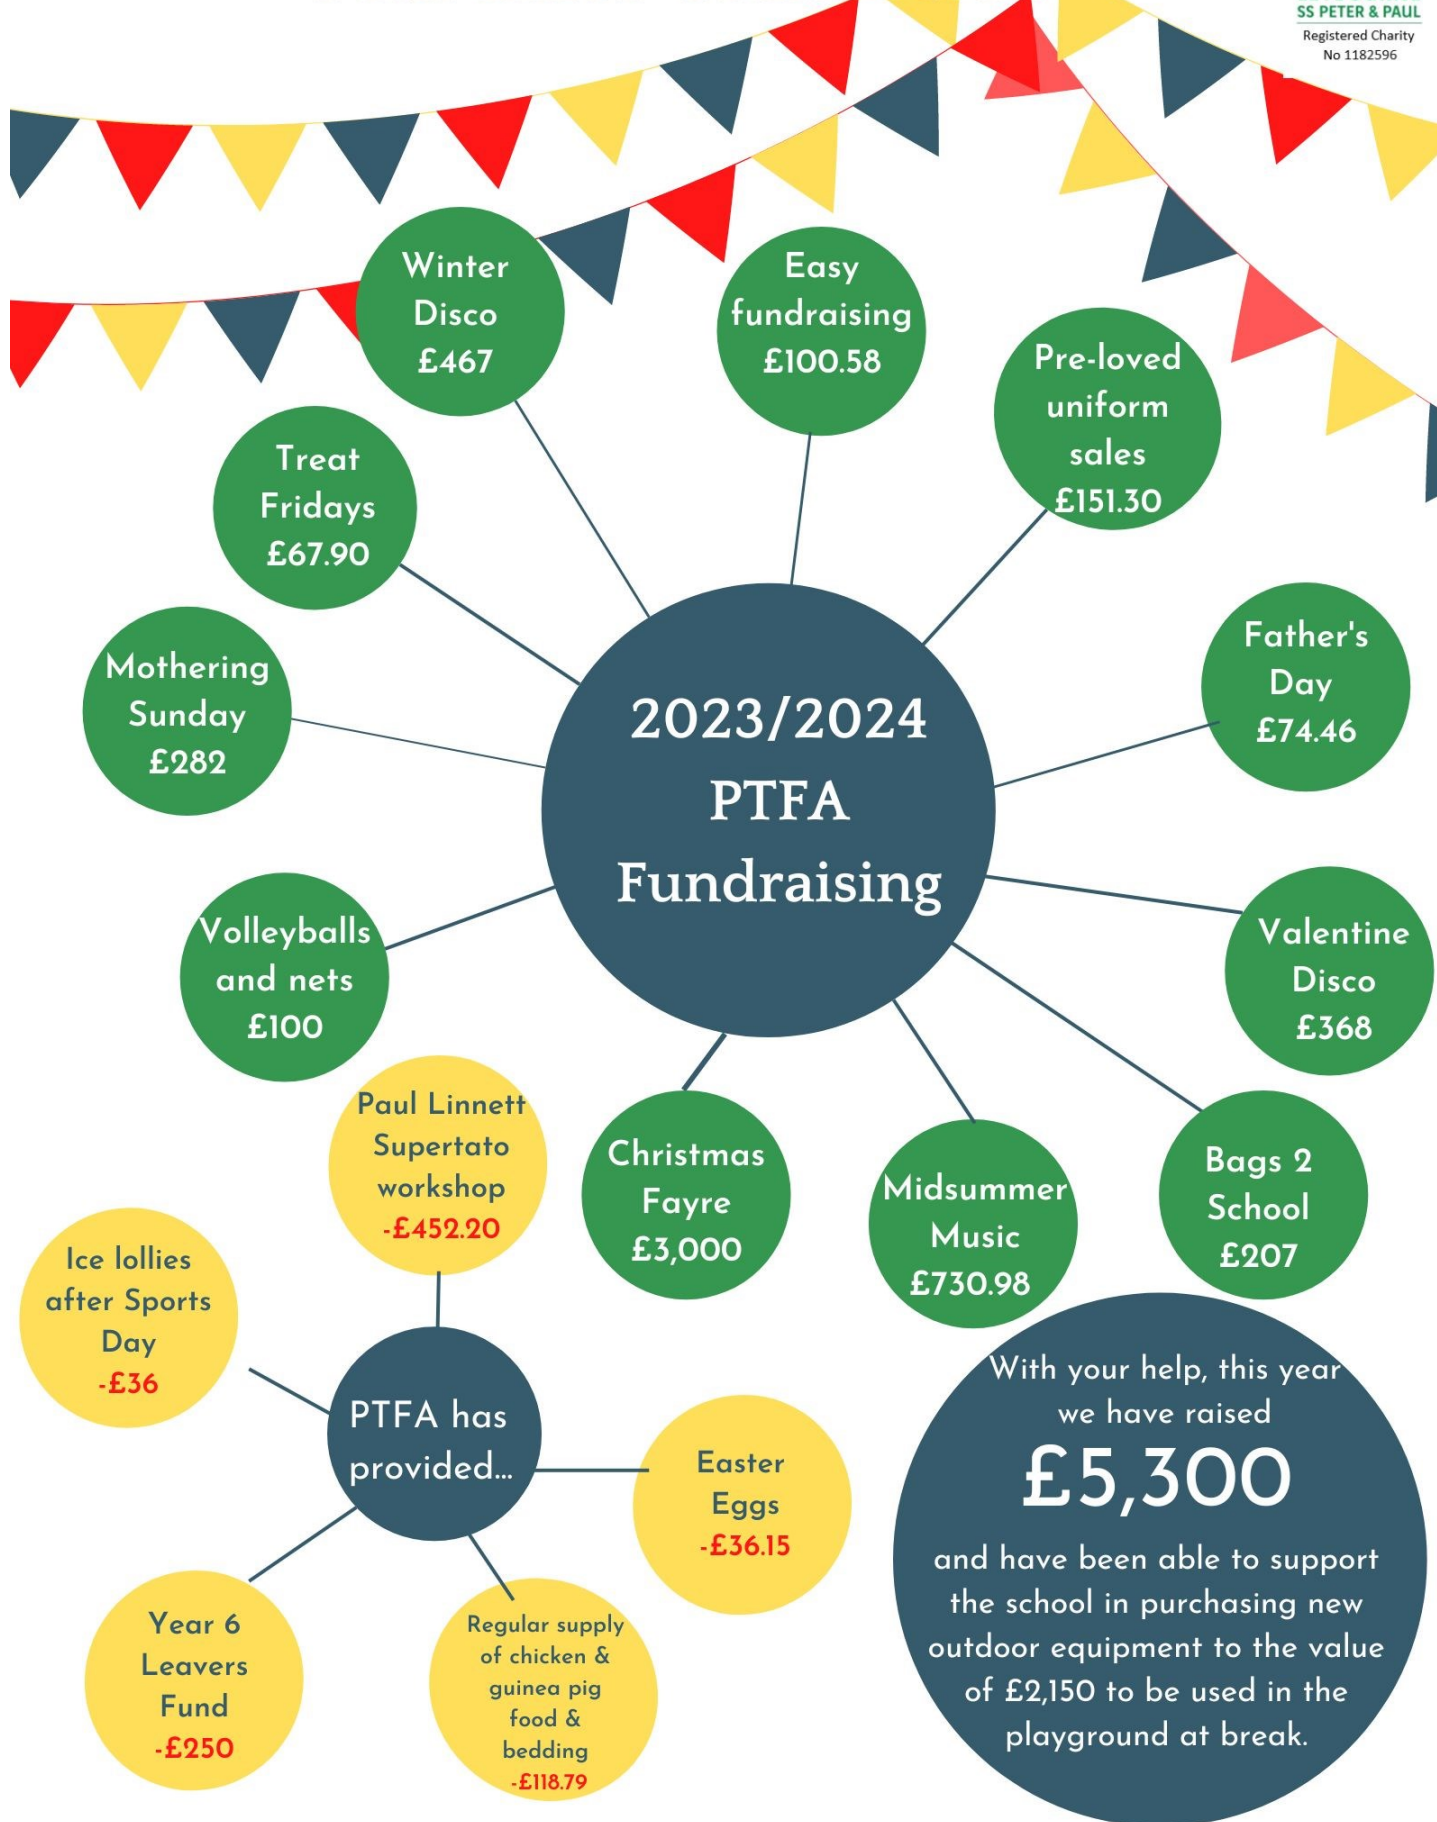 SS PETER & PAUL
Registered Charity
No 1182596
Winter
Disco
£467
Easy
fundraising
£100.58
Pre-loved
uniform
sales
£151.30
Treat
Fridays
£67.90
Mothering
Sunday
£282
2023/2024
PTFA
Fundraising
Father's
Day
£74.46
Volleyballs
and nets
£100
Valentine
Disco
£368
Paul Linnett
Supertato
workshop
-£452.20
Christmas
Fayre
£3,000
Midsummer
Music
£730.98
Bags 2
School
£207
Ice lollies
after Sports
Day
-£36
PTFA has
provided...
Easter
Eggs
-£36.15
Year 6
Leavers
Fund
-£250
Regular supply
of chicken &
guinea pig
food &
bedding
-£118.79
With your help, this year
we have raised
£5,300
and have been able to support
the school in purchasing new
outdoor equipment to the value
of £2,150 to be used in the
playground at break.